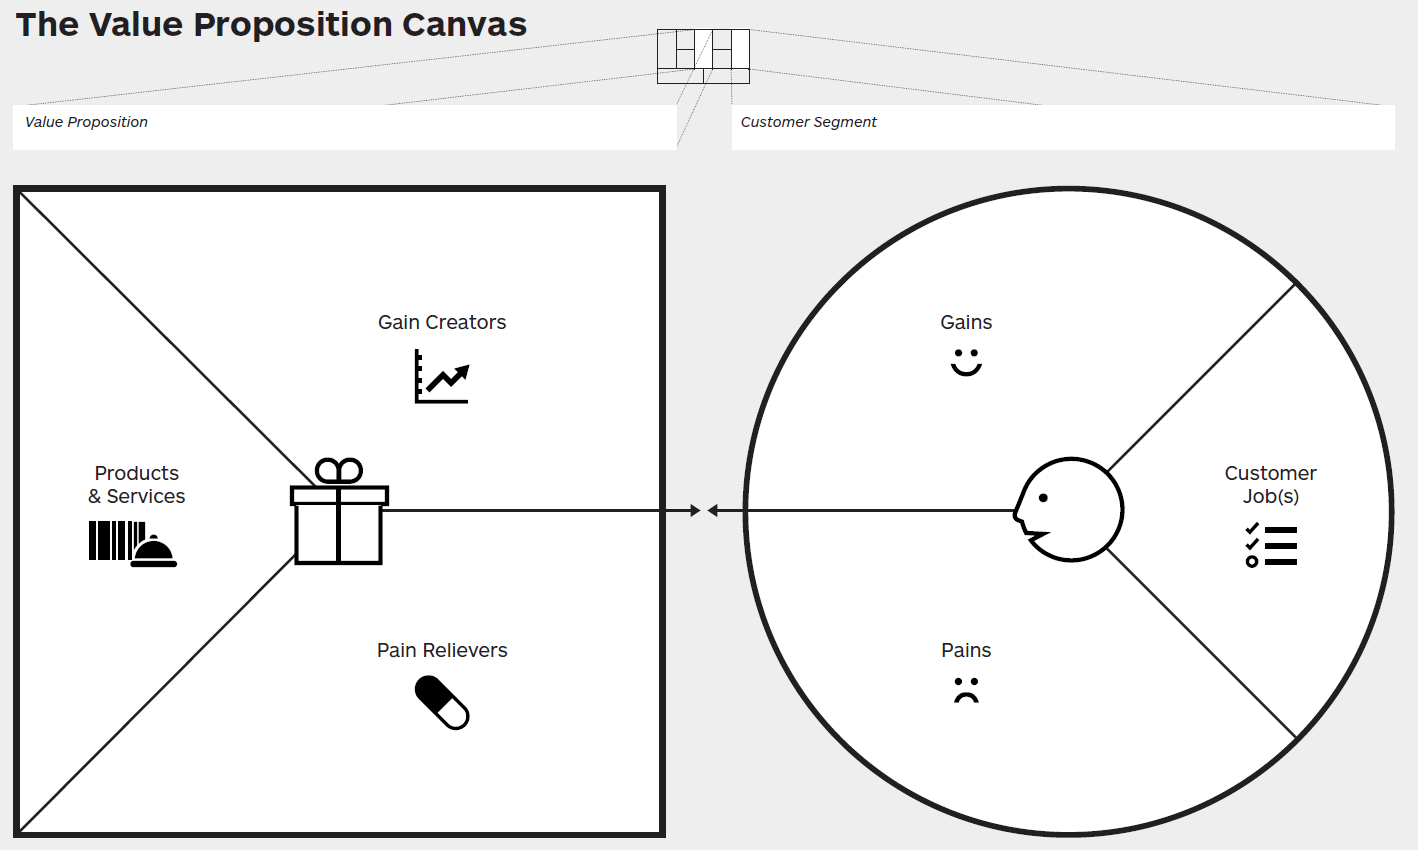 The Value Proposition Canvas
Value Proposition
Customer Segment
Gain Creators
Products
& Services
Pain Relievers
Gains
Customer
Job(s)
Pains